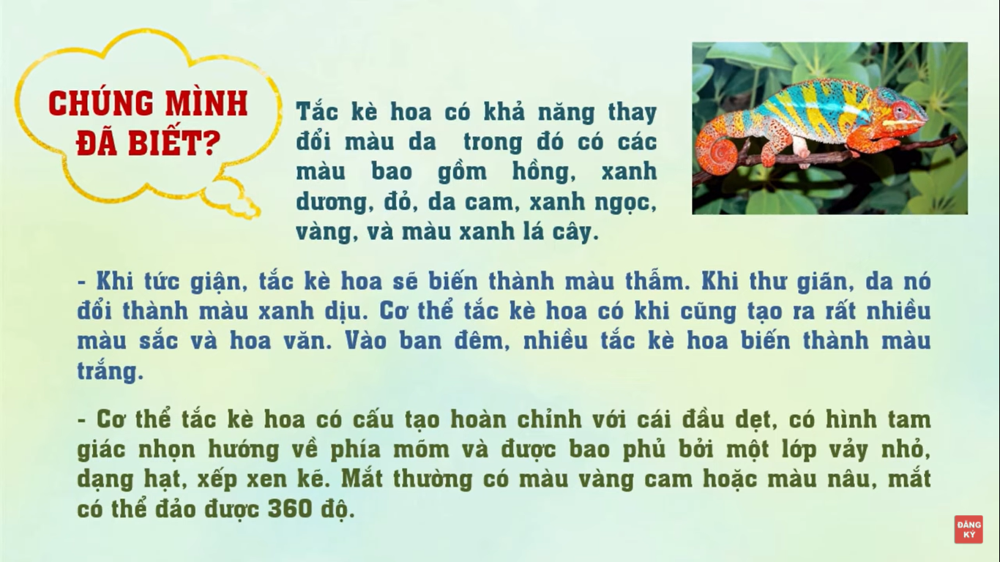 CHÚNG MÌNH
ĐÃ BIẾT?
Tắc kè hoa có khả năng thay
đổi màu da trong đó có các
màu bao gồm hồng, xanh
dương, đỏ, da cam, xanh ngọc,
vàng, và màu xanh lá cây.
- Khi tức giận, tắc kè hoa sẽ biến thành màu thẫm. Khi thư giãn, da nó
đổi thành màu xanh dịu. Cơ thể tắc kè hoa có khi cũng tạo ra rất nhiều
màu sắc và hoa văn. Vào ban đêm, nhiều tắc kè hoa biến thành màu
trắng.
- Cơ thể tắc kè hoa có cấu tạo hoàn chỉnh với cái đầu dẹt, có hình tam
giác nhọn hướng về phía mõm và được bao phủ bởi một lớp vảy nhỏ,
dạng hạt, xếp xen kẽ. Mắt thường có màu vàng cam hoặc màu nâu, mắt
có thể đảo được 360 độ.
ĐĂNG
KÝ